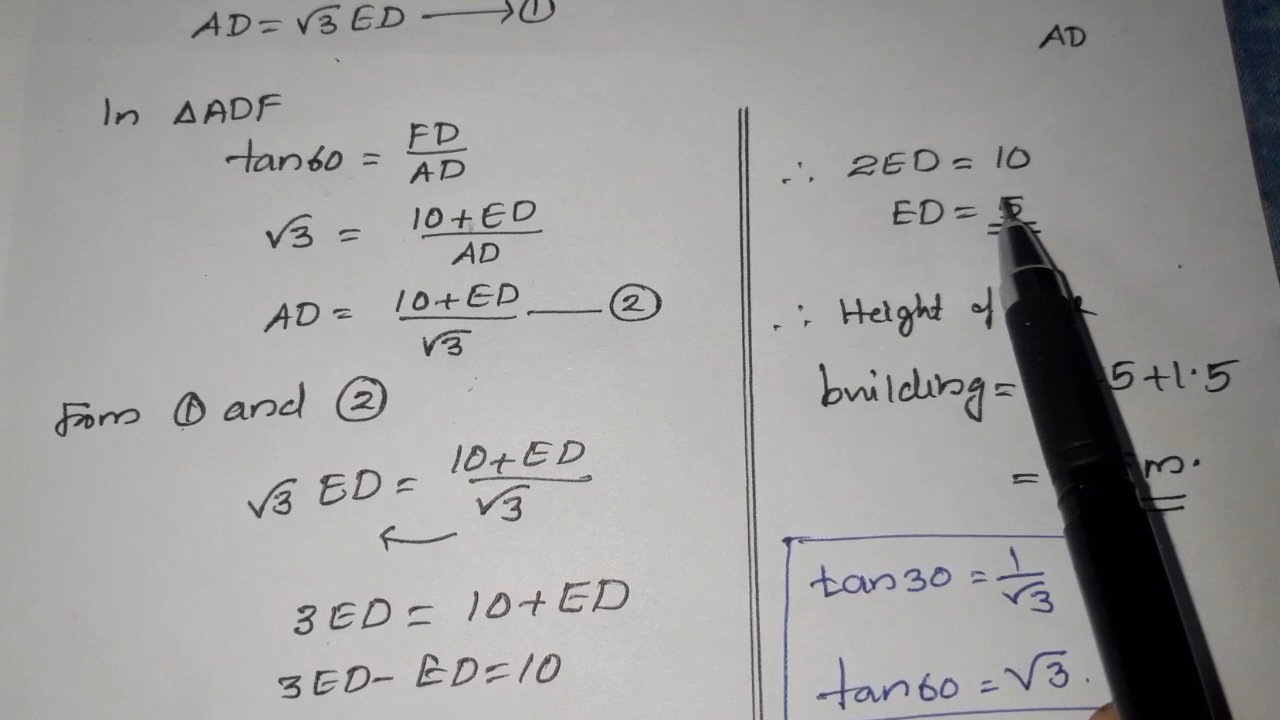 AD = √3 ED ⟶ ①
In △ADF
tan60 = FD/AD
√3 = 10+ED/AD
AD = 10+ED/√3 — ②
From ① and ②
√3 ED = 10+ED/√3
←
3ED = 10+ED
3ED - ED = 10
AD
∴ 2ED = 10
ED = 5
∴ Height of
building = 5+1.5
= m.
tan30 = 1/√3
tan60 = √3.